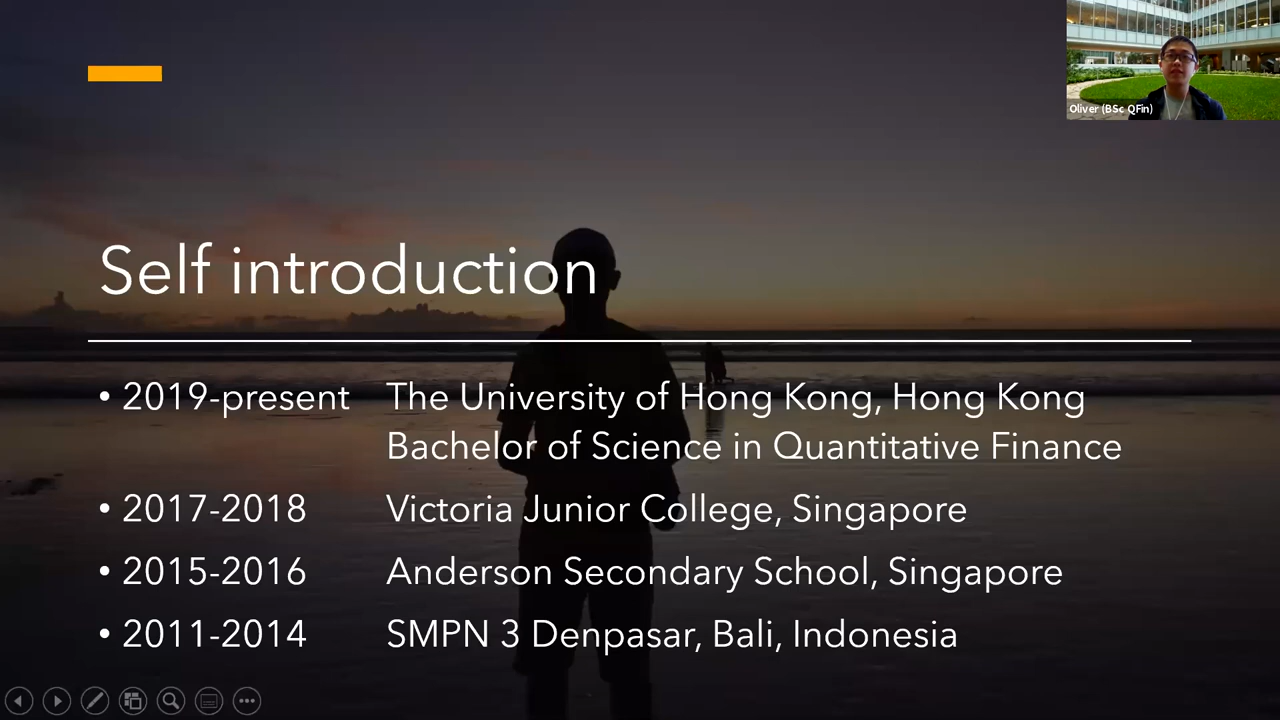 Oliver (BSc QFin)
Self introduction
• 2019-present The University of Hong Kong, Hong Kong
Bachelor of Science in Quantitative Finance
• 2017-2018 Victoria Junior College, Singapore
• 2015-2016 Anderson Secondary School, Singapore
• 2011-2014 SMPN 3 Denpasar, Bali, Indonesia